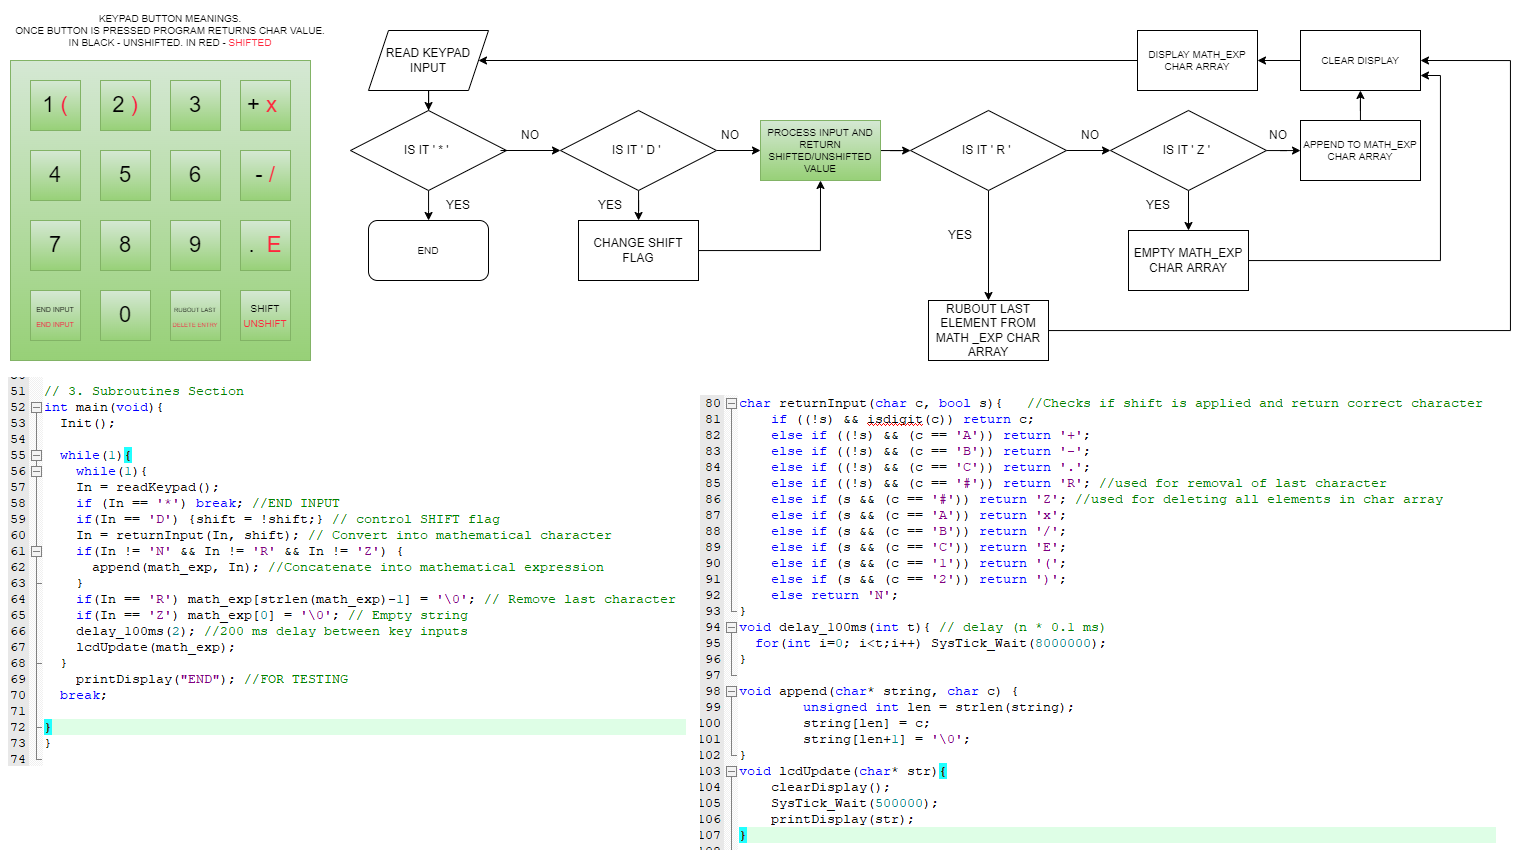 KEYPAD BUTTON MEANINGS.
ONCE BUTTON IS PRESSED PROGRAM RETURNS CHAR VALUE.
IN BLACK - UNSHIFTED. IN RED - SHIFTED
1 (
2 )
3
+ x
4
5
6
- /
7
8
9
. E
END INPUT
END INPUT
0
RUBOUT LAST
DELETE ENTRY
SHIFT
UNSHIFT
READ KEYPAD
INPUT
IS IT ' * '
NO
YES
END
IS IT ' D '
NO
YES
CHANGE SHIFT
FLAG
PROCESS INPUT AND
RETURN
SHIFTED/UNSHIFTED
VALUE
IS IT ' R '
NO
YES
RUBOUT LAST
ELEMENT FROM
MATH _EXP CHAR
ARRAY
IS IT ' Z '
NO
YES
EMPTY MATH_EXP
CHAR ARRAY
APPEND TO MATH_EXP
CHAR ARRAY
CLEAR DISPLAY
DISPLAY MATH_EXP
CHAR ARRAY
51 // 3. Subroutines Section
52 int main(void){
53 Init();
54
55 while(1){
56 while(1){
57 In = readKeypad();
58 if (In == '*') break; //END INPUT
59 if(In == 'D') {shift = !shift;} // control SHIFT flag
60 In = returnInput(In, shift); // Convert into mathematical character
61 if(In != 'N' && In != 'R' && In != 'Z') {
62 append(math_exp, In); //Concatenate into mathematical expression
63 }
64 if(In == 'R') math_exp[strlen(math_exp)-1] = '\0'; // Remove last character
65 if(In == 'Z') math_exp[0] = '\0'; // Empty string
66 delay_100ms(2); //200 ms delay between key inputs
67 lcdUpdate(math_exp);
68 }
69 printDisplay("END"); //FOR TESTING
70 break;
71
72 }
73 }
74
80 char returnInput(char c, bool s){ //Checks if shift is applied and return correct character
81 if ((!s) && isdigit(c)) return c;
82 else if ((!s) && (c == 'A')) return '+';
83 else if ((!s) && (c == 'B')) return '-';
84 else if ((!s) && (c == 'C')) return '.';
85 else if ((!s) && (c == '#')) return 'R'; //used for removal of last character
86 else if (s && (c == '#')) return 'Z'; //used for deleting all elements in char array
87 else if (s && (c == 'A')) return 'x';
88 else if (s && (c == 'B')) return '/';
89 else if (s && (c == 'C')) return 'E';
90 else if (s && (c == '1')) return '(';
91 else if (s && (c == '2')) return ')';
92 else return 'N';
93 }
94 void delay_100ms(int t){ // delay (n * 0.1 ms)
95 for(int i=0; i<t;i++) SysTick_Wait(8000000);
96 }
97
98 void append(char* string, char c) {
99 unsigned int len = strlen(string);
100 string[len] = c;
101 string[len+1] = '\0';
102 }
103 void lcdUpdate(char* str){
104 clearDisplay();
105 SysTick_Wait(500000);
106 printDisplay(str);
107 }